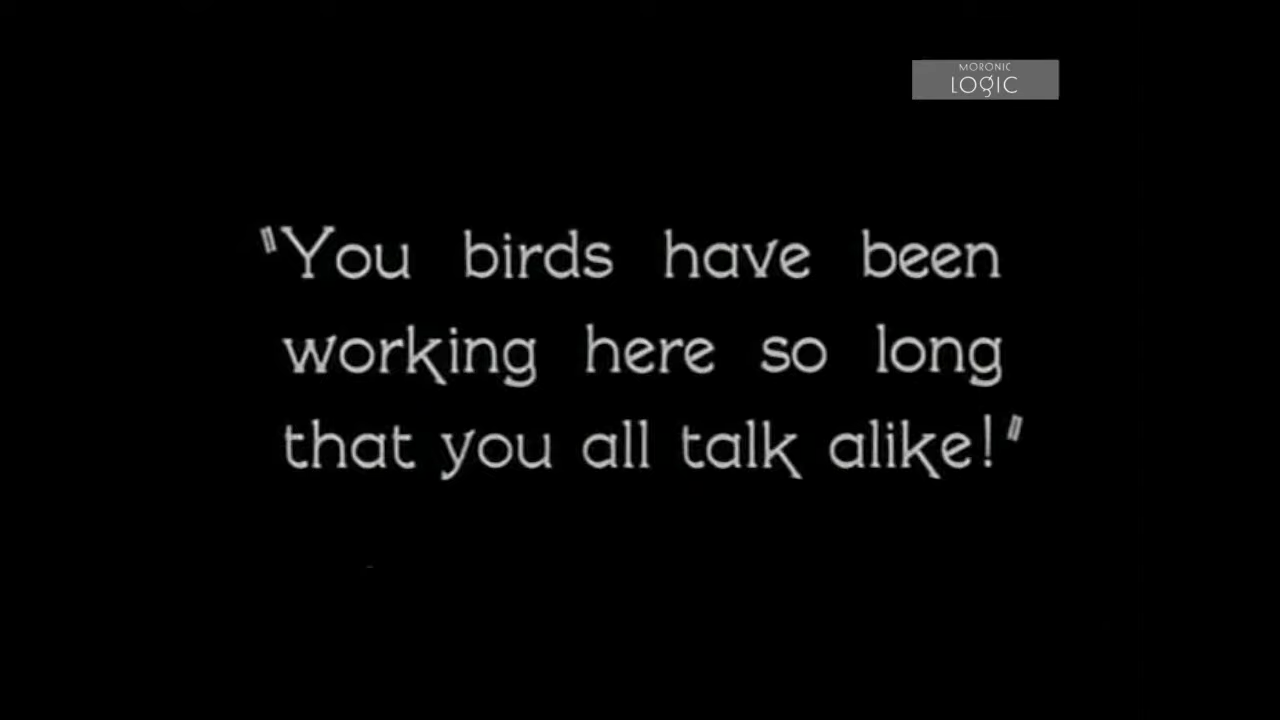 MORONIC
LOGIC
"You birds have been
working here so long
that you all talk alike!"